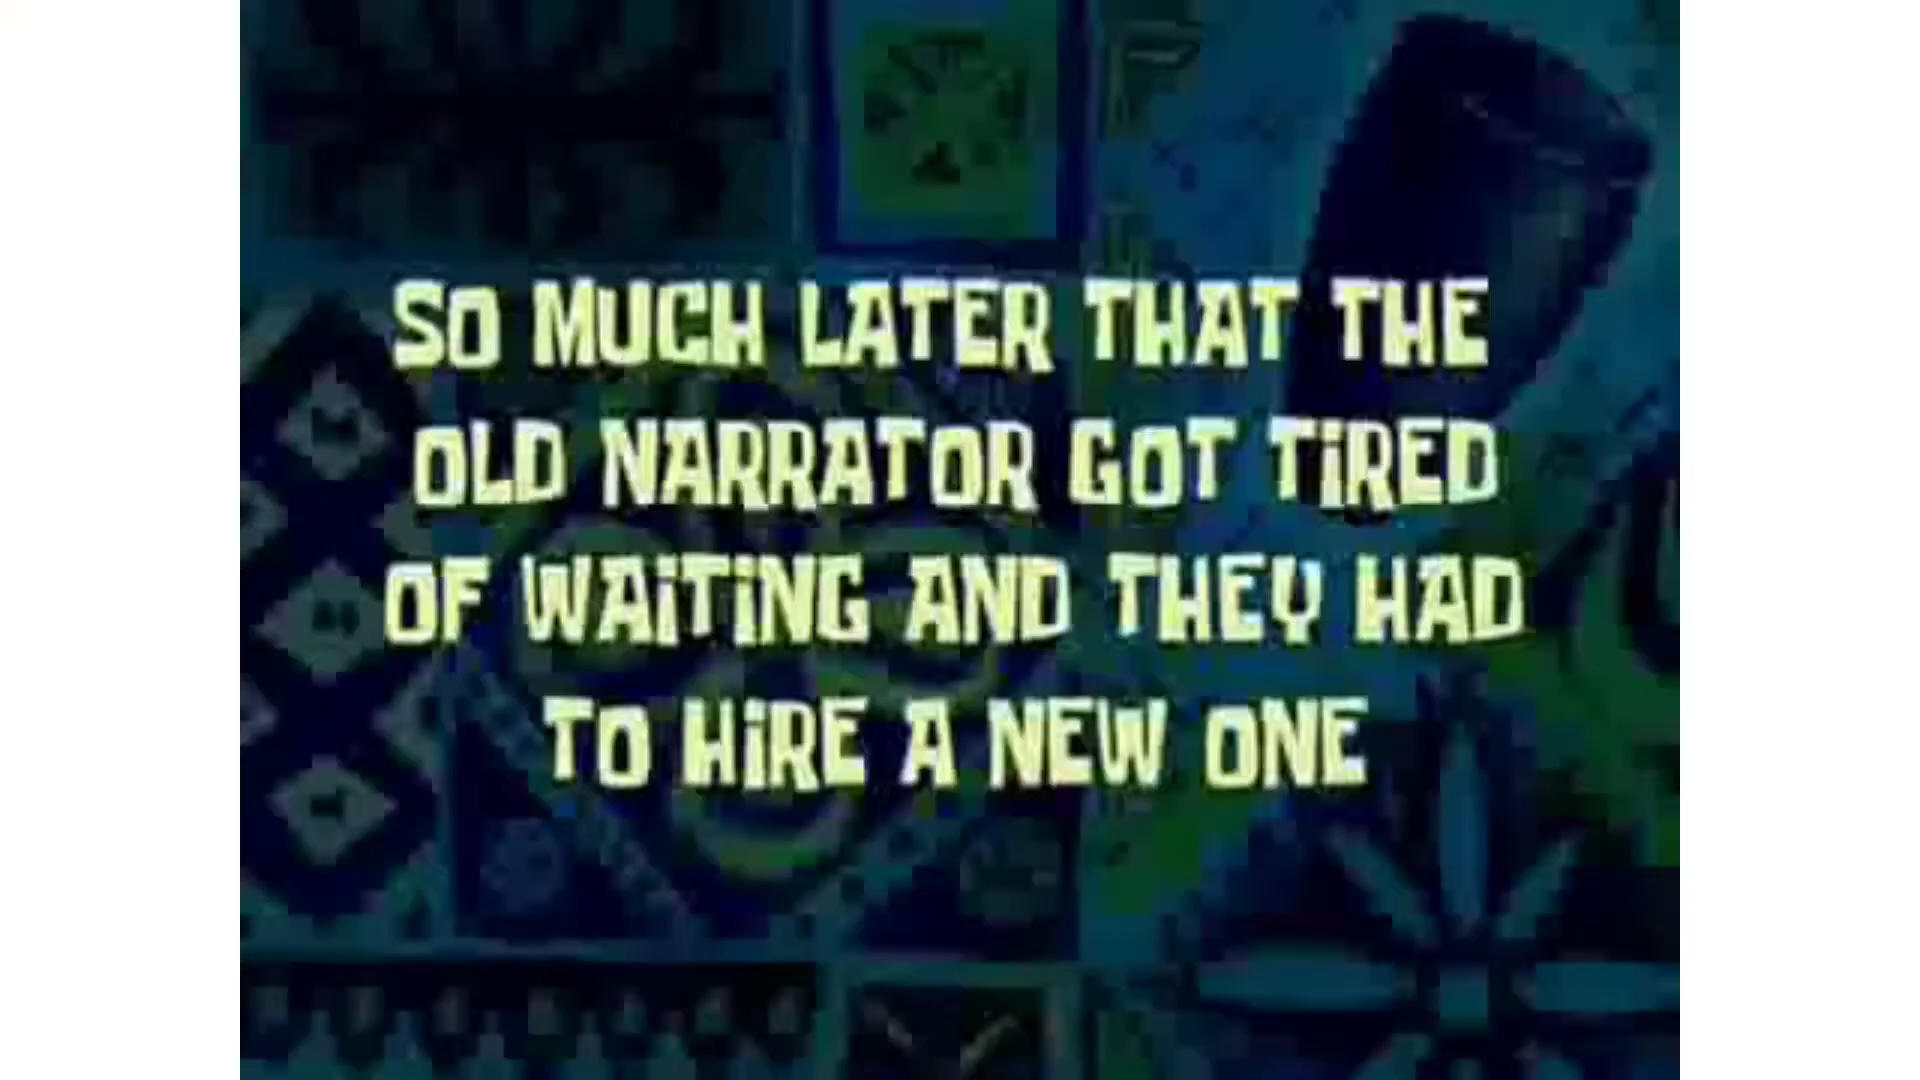 SO MUCH LATER THAT THE
OLD NARRATOR GOT TiRED
OF WAiTiNG AND THEY HAD
TO HiRE A NEW ONE